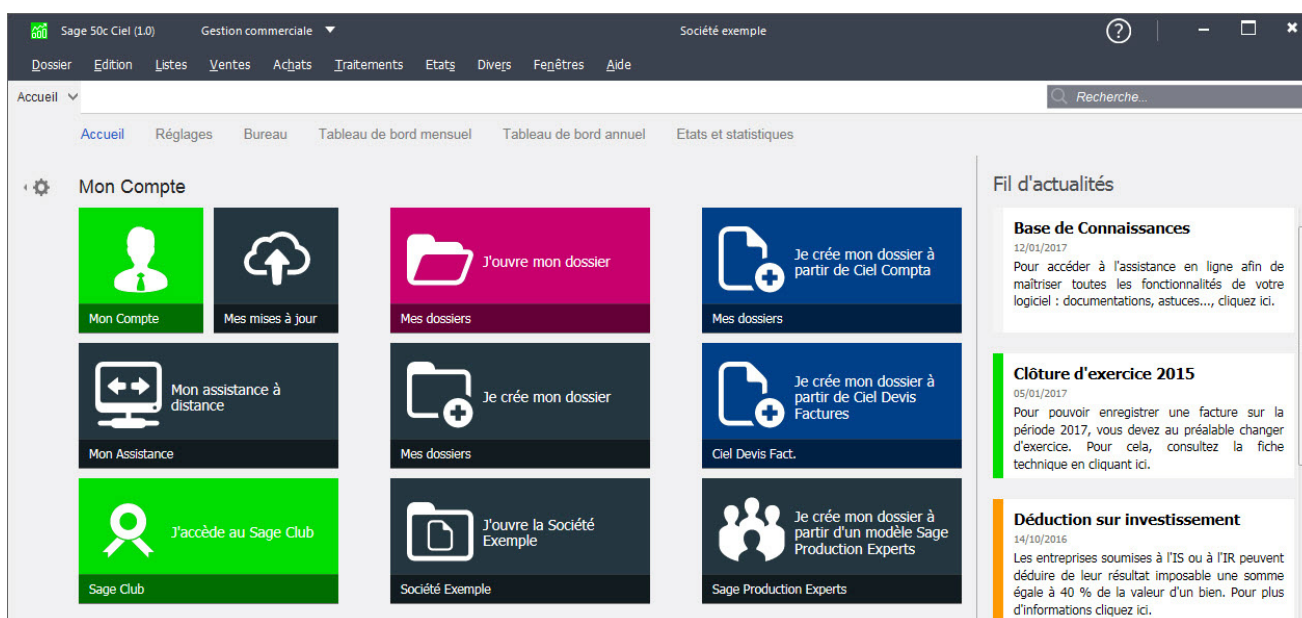 Sage 50c Ciel (1.0) Gestion commerciale Société exemple
Dossier Edition Listes Ventes Achats Traitements Etats Divers Fenêtres Aide
Accueil Recherche...
Accueil Réglages Bureau Tableau de bord mensuel Tableau de bord annuel Etats et statistiques
Mon Compte
Mon Compte
Mes mises à jour
J'ouvre mon dossier
Mes dossiers
Je crée mon dossier à
partir de Ciel Compta
Mes dossiers
Mon assistance à
distance
Mon Assistance
Je crée mon dossier
Mes dossiers
Je crée mon dossier à
partir de Ciel Devis
Factures
Ciel Devis Fact.
J'accède au Sage Club
Sage Club
J'ouvre la Société
Exemple
Société Exemple
Je crée mon dossier à
partir d'un modèle Sage
Production Experts
Sage Production Experts
Fil d'actualités
Base de Connaissances
12/01/2017
Pour accéder à l'assistance en ligne afin de
maîtriser toutes les fonctionnalités de votre
logiciel : documentations, astuces..., cliquez ici.
Clôture d'exercice 2015
05/01/2017
Pour pouvoir enregistrer une facture sur la
période 2017, vous devez au préalable changer
d'exercice. Pour cela, consultez la fiche
technique en cliquant ici.
Déduction sur investissement
14/10/2016
Les entreprises soumises à l'IS ou à l'IR peuvent
déduire de leur résultat imposable une somme
égale à 40 % de la valeur d'un bien. Pour plus
d'informations cliquez ici.